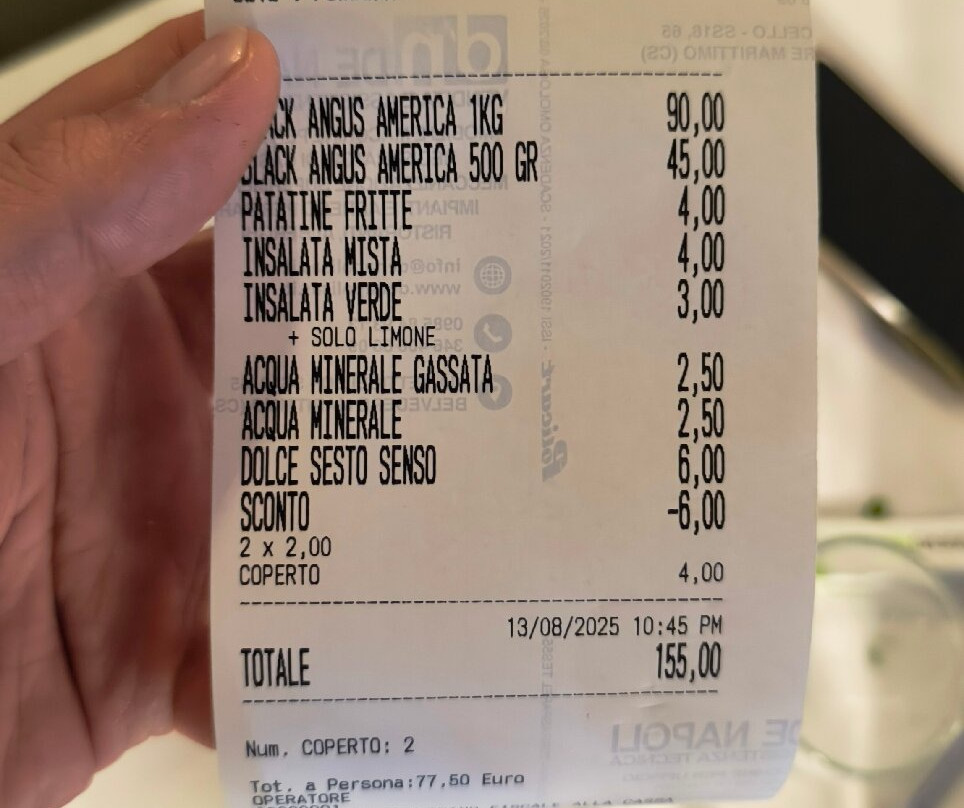 ANGUS AMERICA 1KG 90,00
BLACK ANGUS AMERICA 500 GR 45,00
PATATINE FRITTE 4,00
INSALATA MISTA 4,00
INSALATA VERDE 3,00
+ SOLO LIMONE
ACQUA MINERALE GASSATA 2,50
ACQUA MINERALE 2,50
DOLCE SESTO SENSO 6,00
SCONTO -6,00
2 x 2,00
COPERTO 4,00
13/08/2025 10:45 PM
TOTALE 155,00
Num. COPERTO: 2
Tot. a Persona:77,50 Euro
OPERATORE